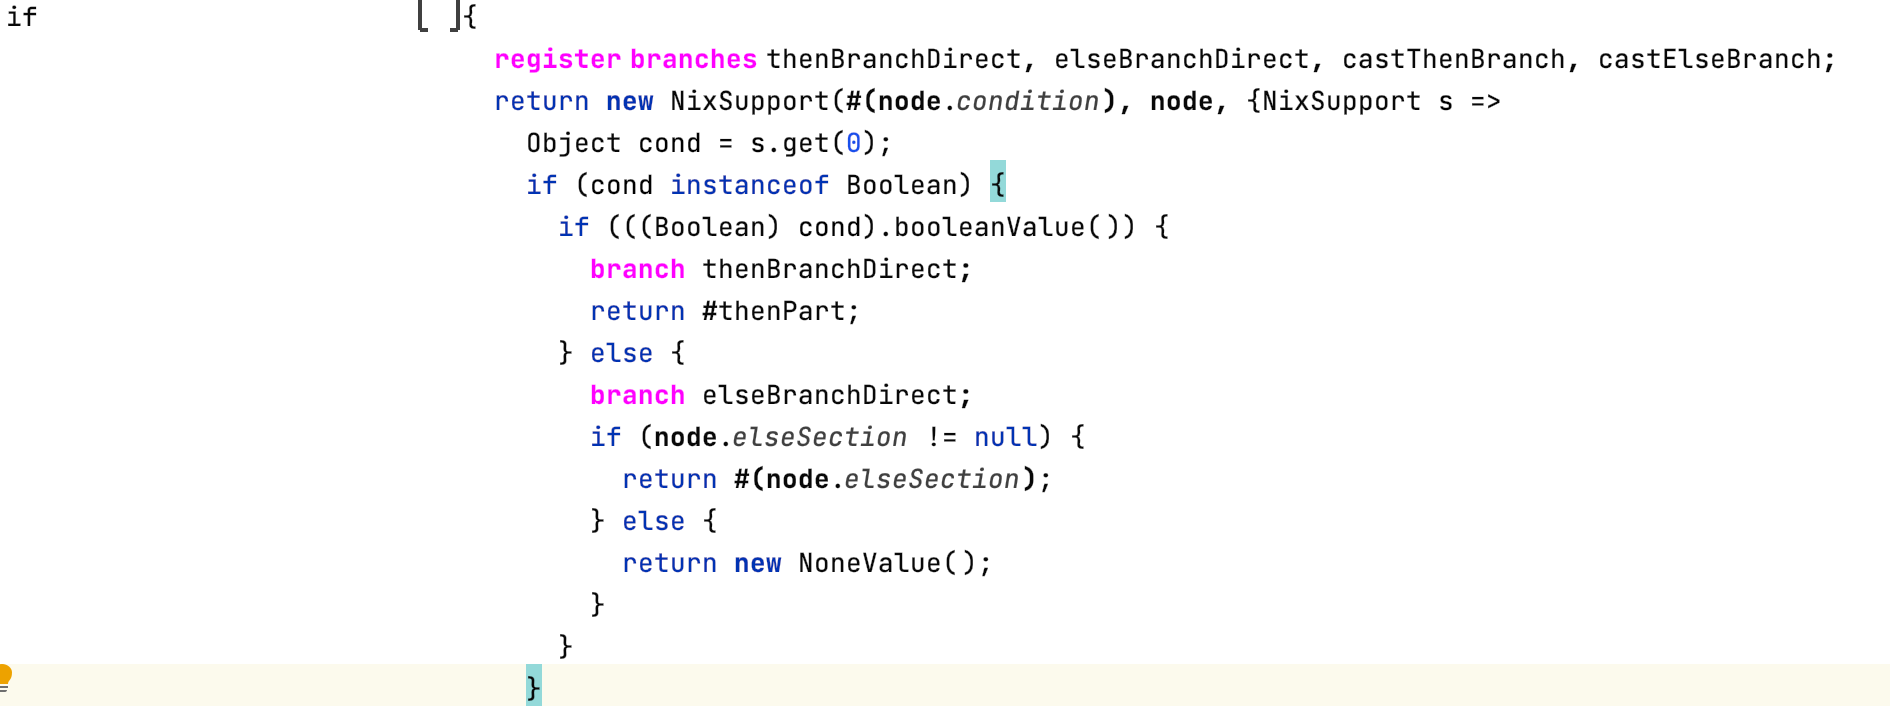 if [ ]{
register branches thenBranchDirect, elseBranchDirect, castThenBranch, castElseBranch;
return new NixSupport(#(node.condition), node, {NixSupport s =>
Object cond = s.get(0);
if (cond instanceof Boolean) {
if (((Boolean) cond).booleanValue()) {
branch thenBranchDirect;
return #thenPart;
} else {
branch elseBranchDirect;
if (node.elseSection != null) {
return #(node.elseSection);
} else {
return new NoneValue();
}
}
}